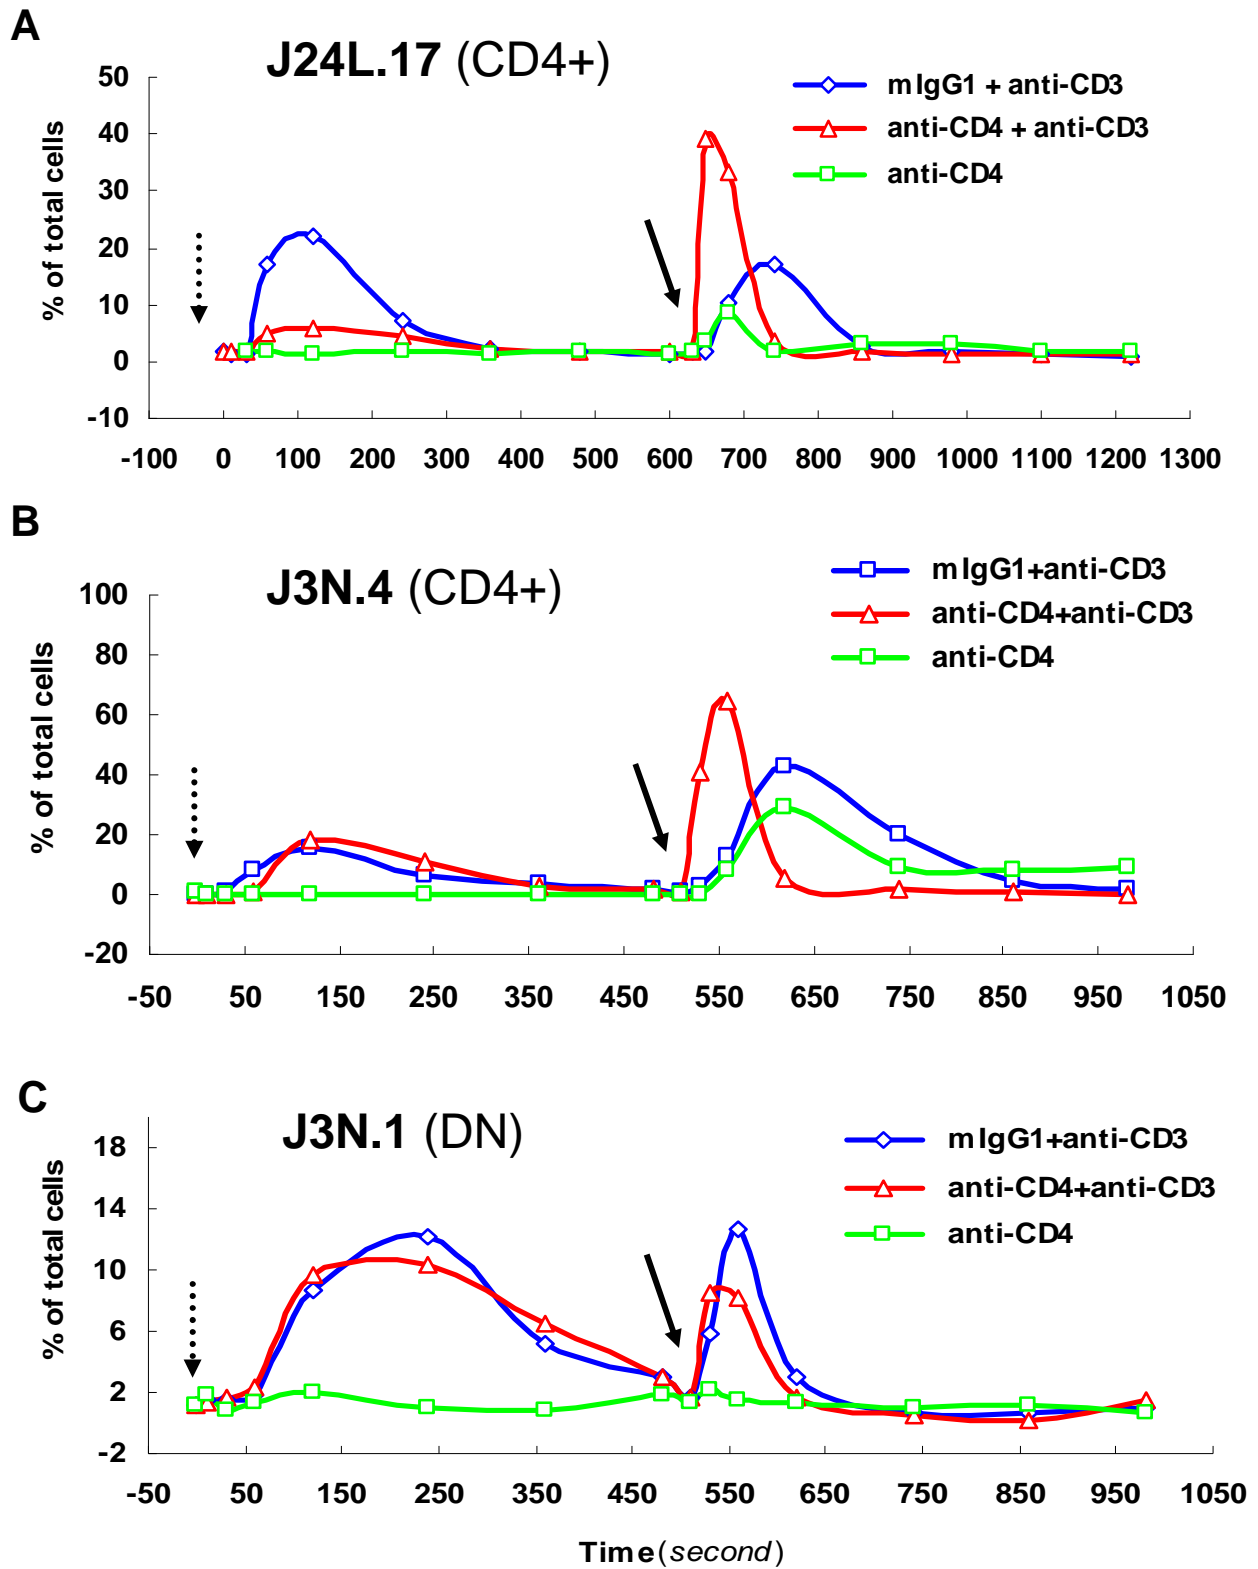 A
J24L.17 (CD4+)
mIgG1 + anti-CD3
anti-CD4 + anti-CD3
anti-CD4
% of total cells
50
40
30
20
10
0
-10
-100 0 100 200 300 400 500 600 700 800 900 1000 1100 1200 1300
B
J3N.4 (CD4+)
mIgG1+anti-CD3
anti-CD4+anti-CD3
anti-CD4
% of total cells
100
80
60
40
20
0
-20
-50 50 150 250 350 450 550 650 750 850 950 1050
C
J3N.1 (DN)
mIgG1+anti-CD3
anti-CD4+anti-CD3
anti-CD4
% of total cells
18
14
10
6
2
-2
-50 50 150 250 350 450 550 650 750 850 950 1050
Time(second)